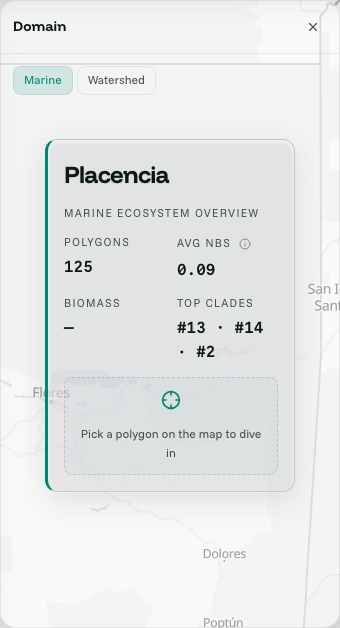 Domain
Marine
Watershed
Placencia
MARINE ECOSYSTEM OVERVIEW
POLYGONS
AVG NBS
125
0.09
BIOMASS
TOP CLADES
—
#13 · #14
· #2
Pick a polygon on the map to dive
in
San I
Sant
Flores
Dolores
Poptún